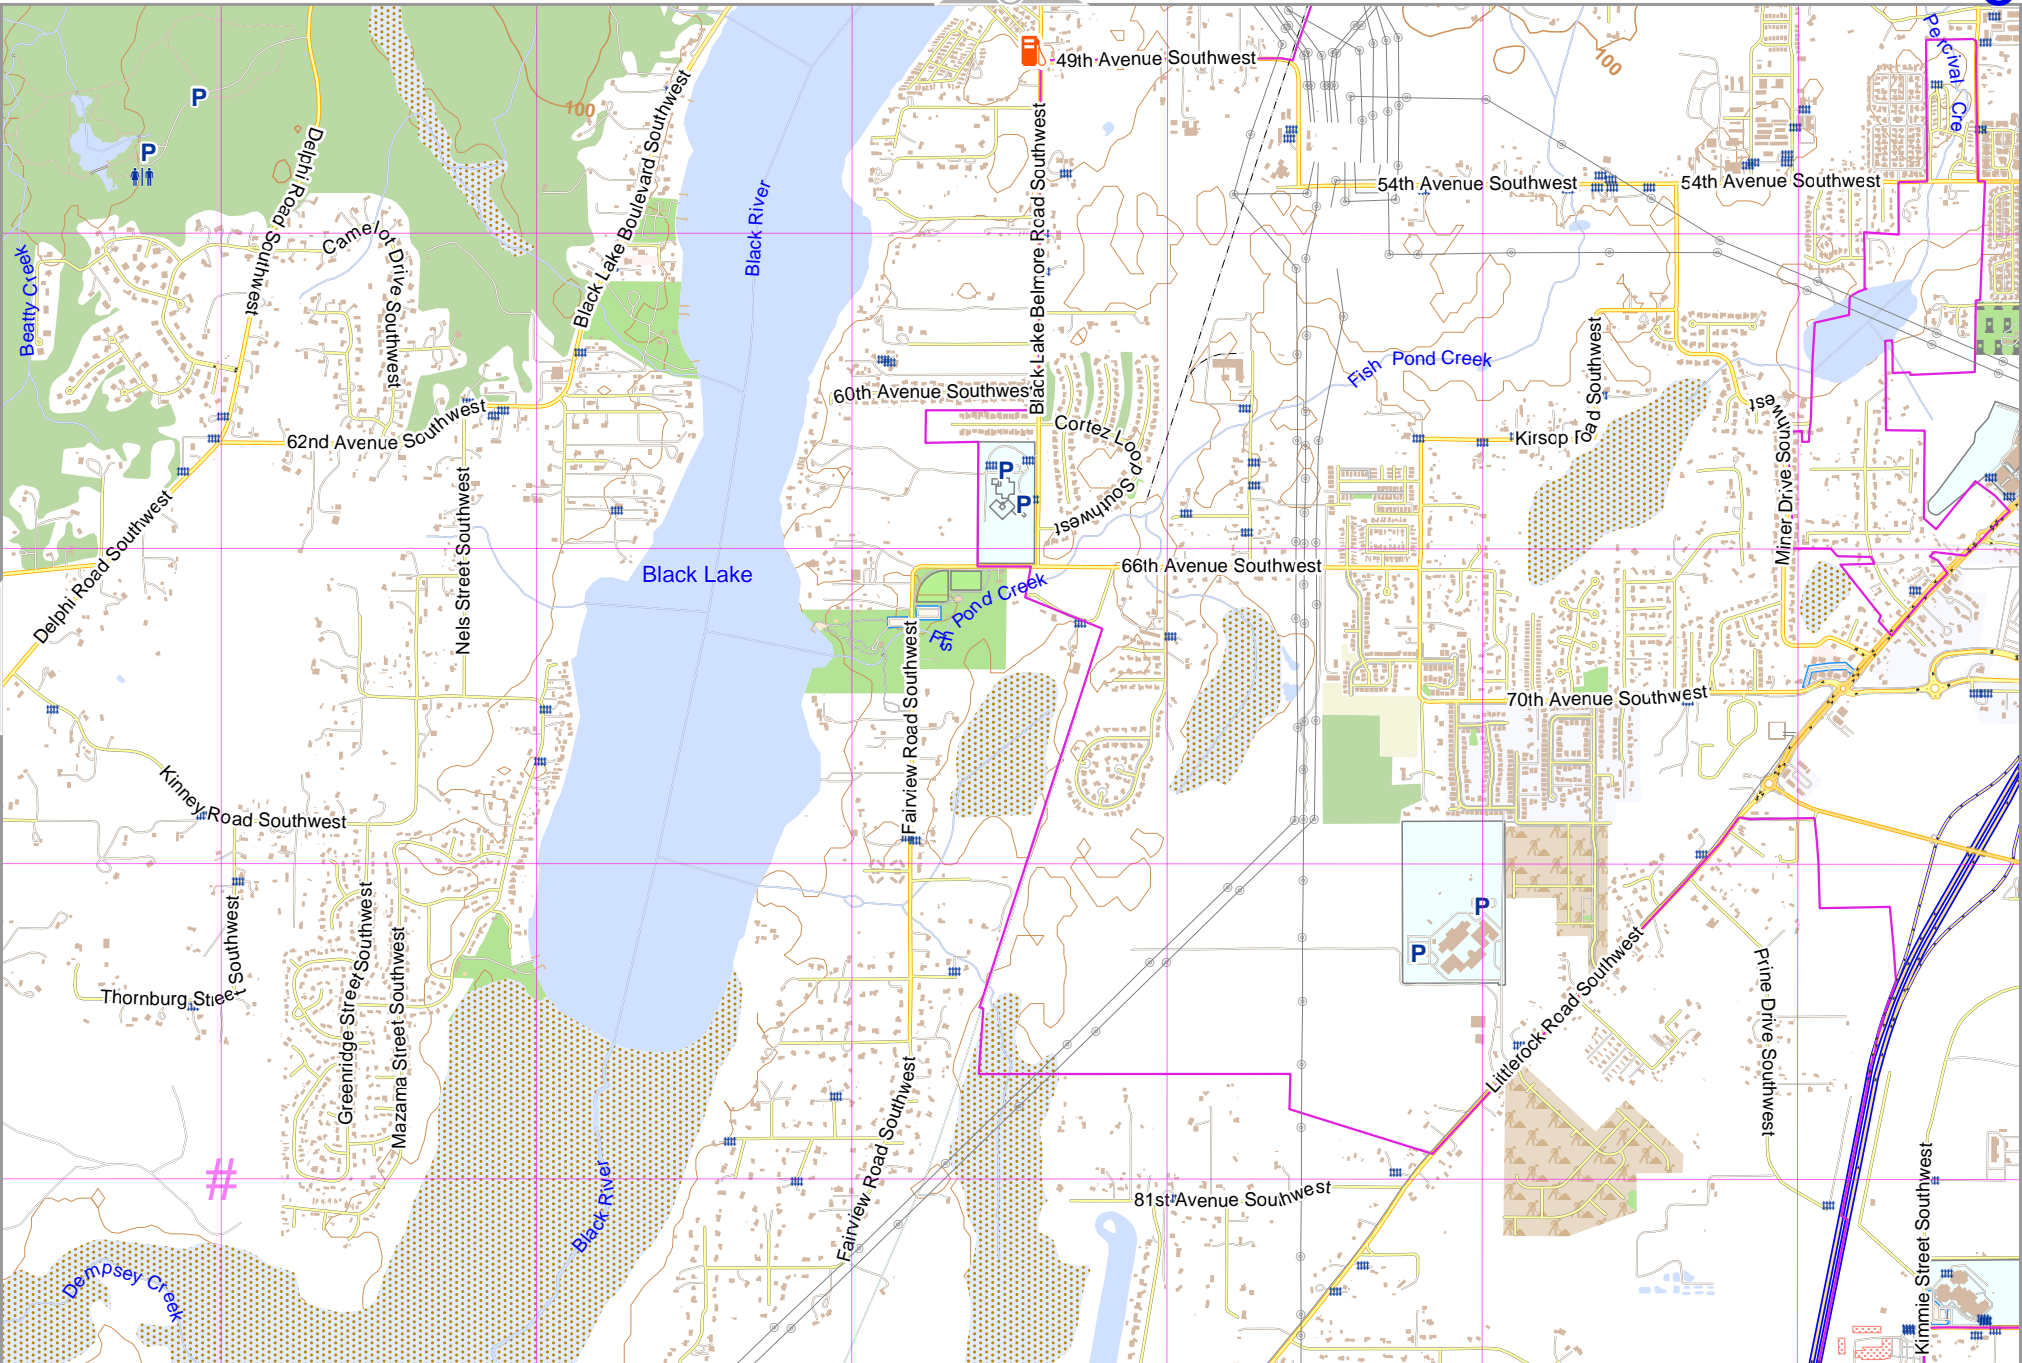 Percival Cre
49th Avenue Southwest
100
100
P
P
Delphi Road Southwest
Black Lake Boulevard Southwest
Black River
Black Lake Belmore Road Southwest
54th Avenue Southwest
54th Avenue Southwest
Camelot Drive Southwest
Beatty Creek
Fish Pond Creek
60th Avenue Southwest
Kirsop Road Southwest
Cortez Loop Southwest
62nd Avenue Southwest
P
P
Miner Drive Southwest
Nels Street Southwest
Delphi Road Southwest
66th Avenue Southwest
Black Lake
Fish Pond Creek
Fairview Road Southwest
70th Avenue Southwest
Kinney Road Southwest
P
P
Thornburg Street Southwest
Greenridge Street Southwest
Mazama Street Southwest
Littlerock Road Southwest
Prine Drive Southwest
Fairview Road Southwest
#
81st Avenue Southwest
Black River
Dempsey Creek
Kimmie Street Southwest